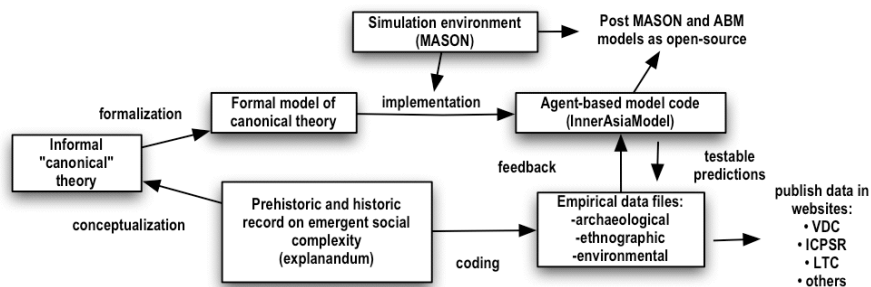 Simulation environment
(MASON)
Post MASON and ABM
models as open-source
formalization
Formal model of
canonical theory
implementation
Agent-based model code
(InnerAsiaModel)
Informal
"canonical"
theory
feedback
testable
predictions
conceptualization
Prehistoric and historic
record on emergent social
complexity
(explanandum)
coding
Empirical data files:
-archaeological
-ethnographic
-environmental
publish data in
websites:
• VDC
• ICPSR
• LTC
• others